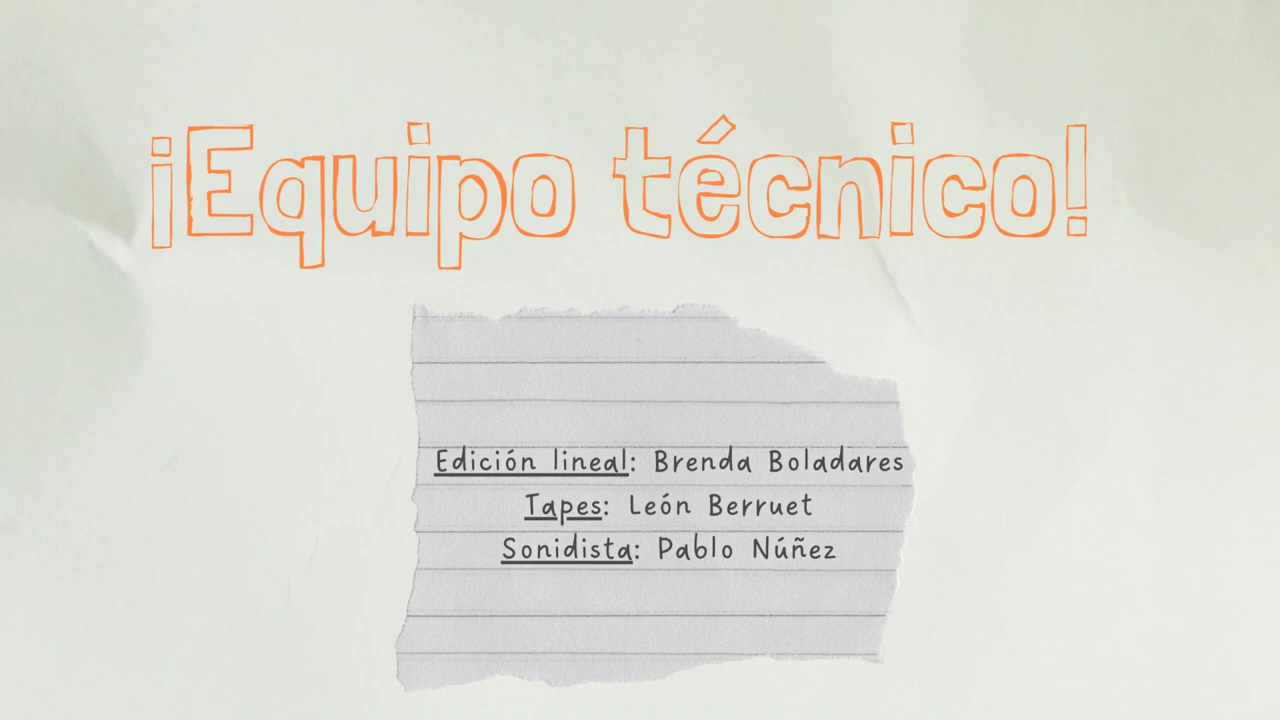 ¡Equipo técnico!
Edición lineal: Brenda Boladares
Tapes: León Berruet
Sonidista: Pablo Núñez